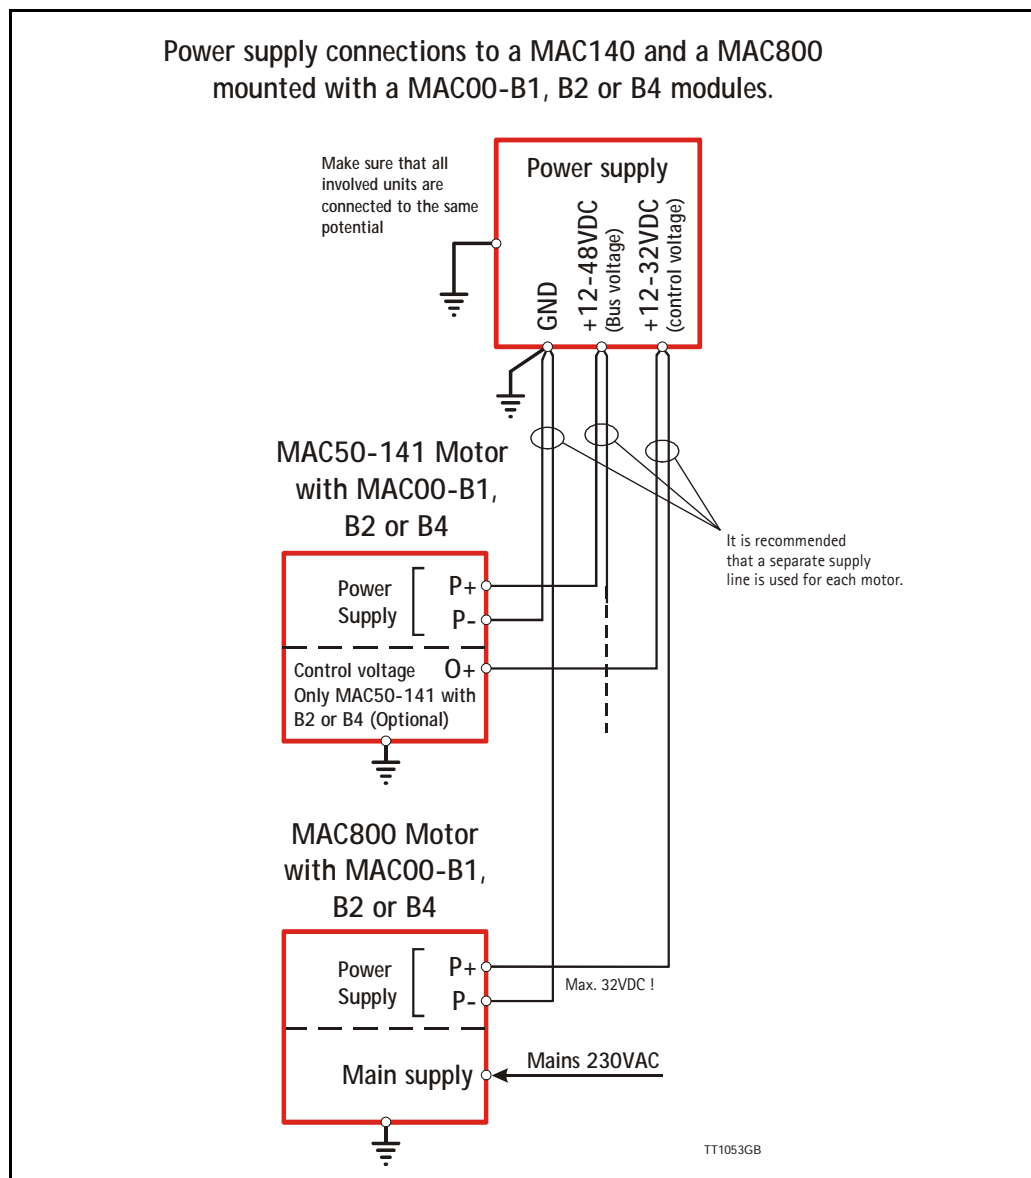 Power supply connections to a MAC140 and a MAC800
mounted with a MAC00-B1, B2 or B4 modules.
Make sure that all
involved units are
connected to the same
potential
Power supply
GND
+12-48VDC
(Bus voltage)
+12-32VDC
(control voltage)
MAC50-141 Motor
with MAC00-B1,
B2 or B4
It is recommended
that a separate supply
line is used for each motor.
Power
Supply
P+
P-
Control voltage O+
Only MAC50-141 with
B2 or B4 (Optional)
MAC800 Motor
with MAC00-B1,
B2 or B4
Power
Supply
P+
P-
Max. 32VDC !
Main supply
Mains 230VAC
TT1053GB